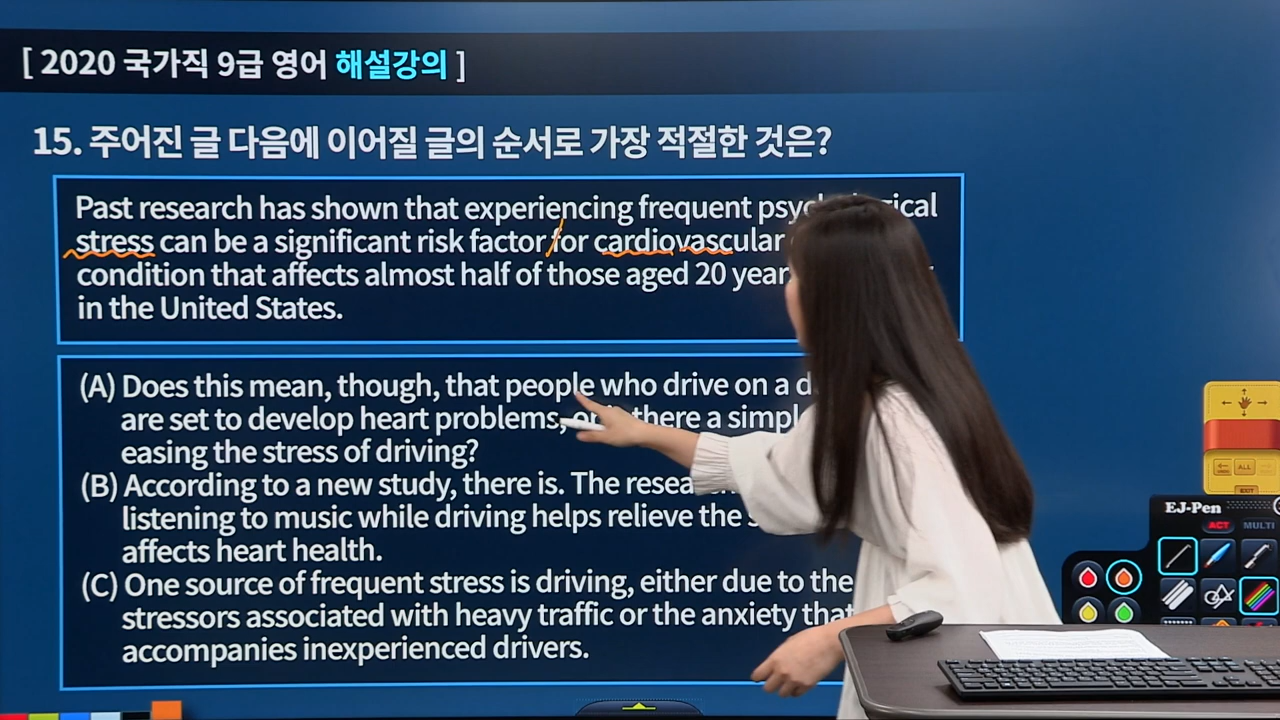 [ 2020 국가직 9급 영어 해설강의 ]
15. 주어진 글 다음에 이어질 글의 순서로 가장 적절한 것은?
Past research has shown that experiencing frequent
stress can be a significant risk factor for cardiovascular
condition that affects almost half of those aged 20
in the United States.
(A) Does this mean, though, that people who drive on a
are set to develop heart problems, or there a
easing the stress of driving?
(B) According to a new study, there is. The
listening to music while driving helps relieve the
affects heart health.
(C) One source of frequent stress is driving, either due to the
stressors associated with heavy traffic or the anxiety that
accompanies inexperienced drivers.
EJ-Pen
ACT MULTI
ALL
EXIT